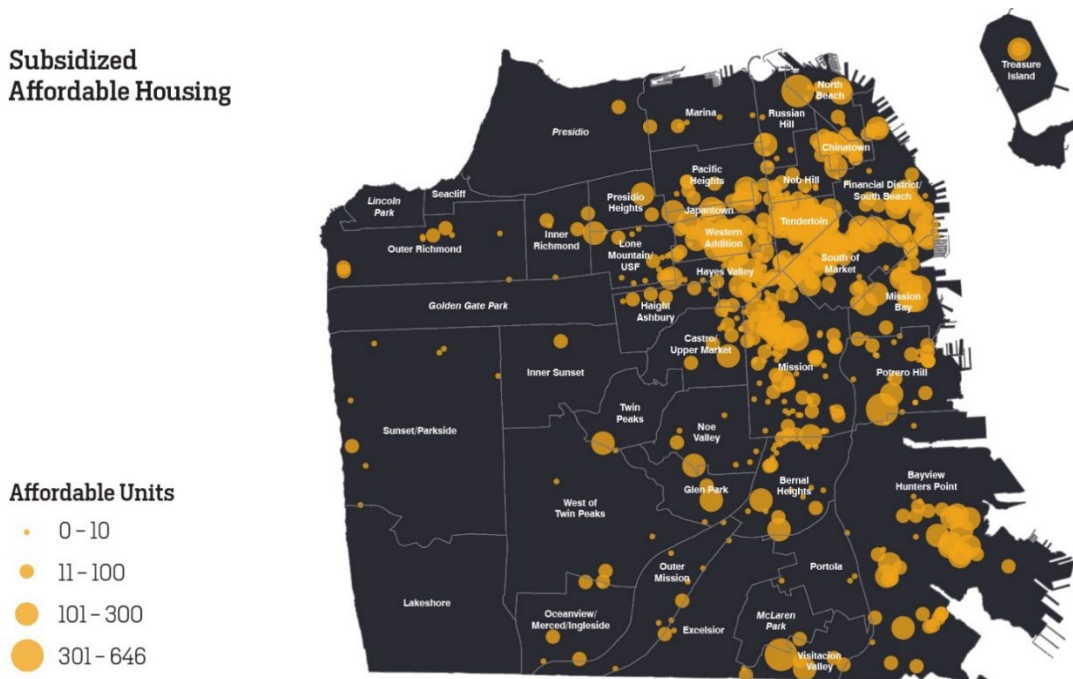 Subsidized
Affordable Housing
Treasure
Island
North
Beach
Marina
Russian
Hill
Presidio
Chinatown
Pacific
Heights
Nob Hill
Financial District/
South Beach
Seacliff
Lincoln
Park
Presidio
Heights
Japantown
Tenderloin
Western
Addition
Outer Richmond
Inner
Richmond
Lone
Mountain/
USF
South of
Market
Hayes Valley
Golden Gate Park
Haight
Ashbury
Mission
Bay
Castro/
Upper Market
Inner Sunset
Mission
Potrero Hill
Twin
Peaks
Sunset/Parkside
Noe
Valley
Bayview
Hunters Point
Glen Park
Bernal
Heights
West of
Twin Peaks
Outer
Mission
Portola
Lakeshore
Oceanview/
Merced/Ingleside
Excelsior
McLaren
Park
Visitacion
Valley
Affordable Units
0 – 10
11 – 100
101 – 300
301 – 646